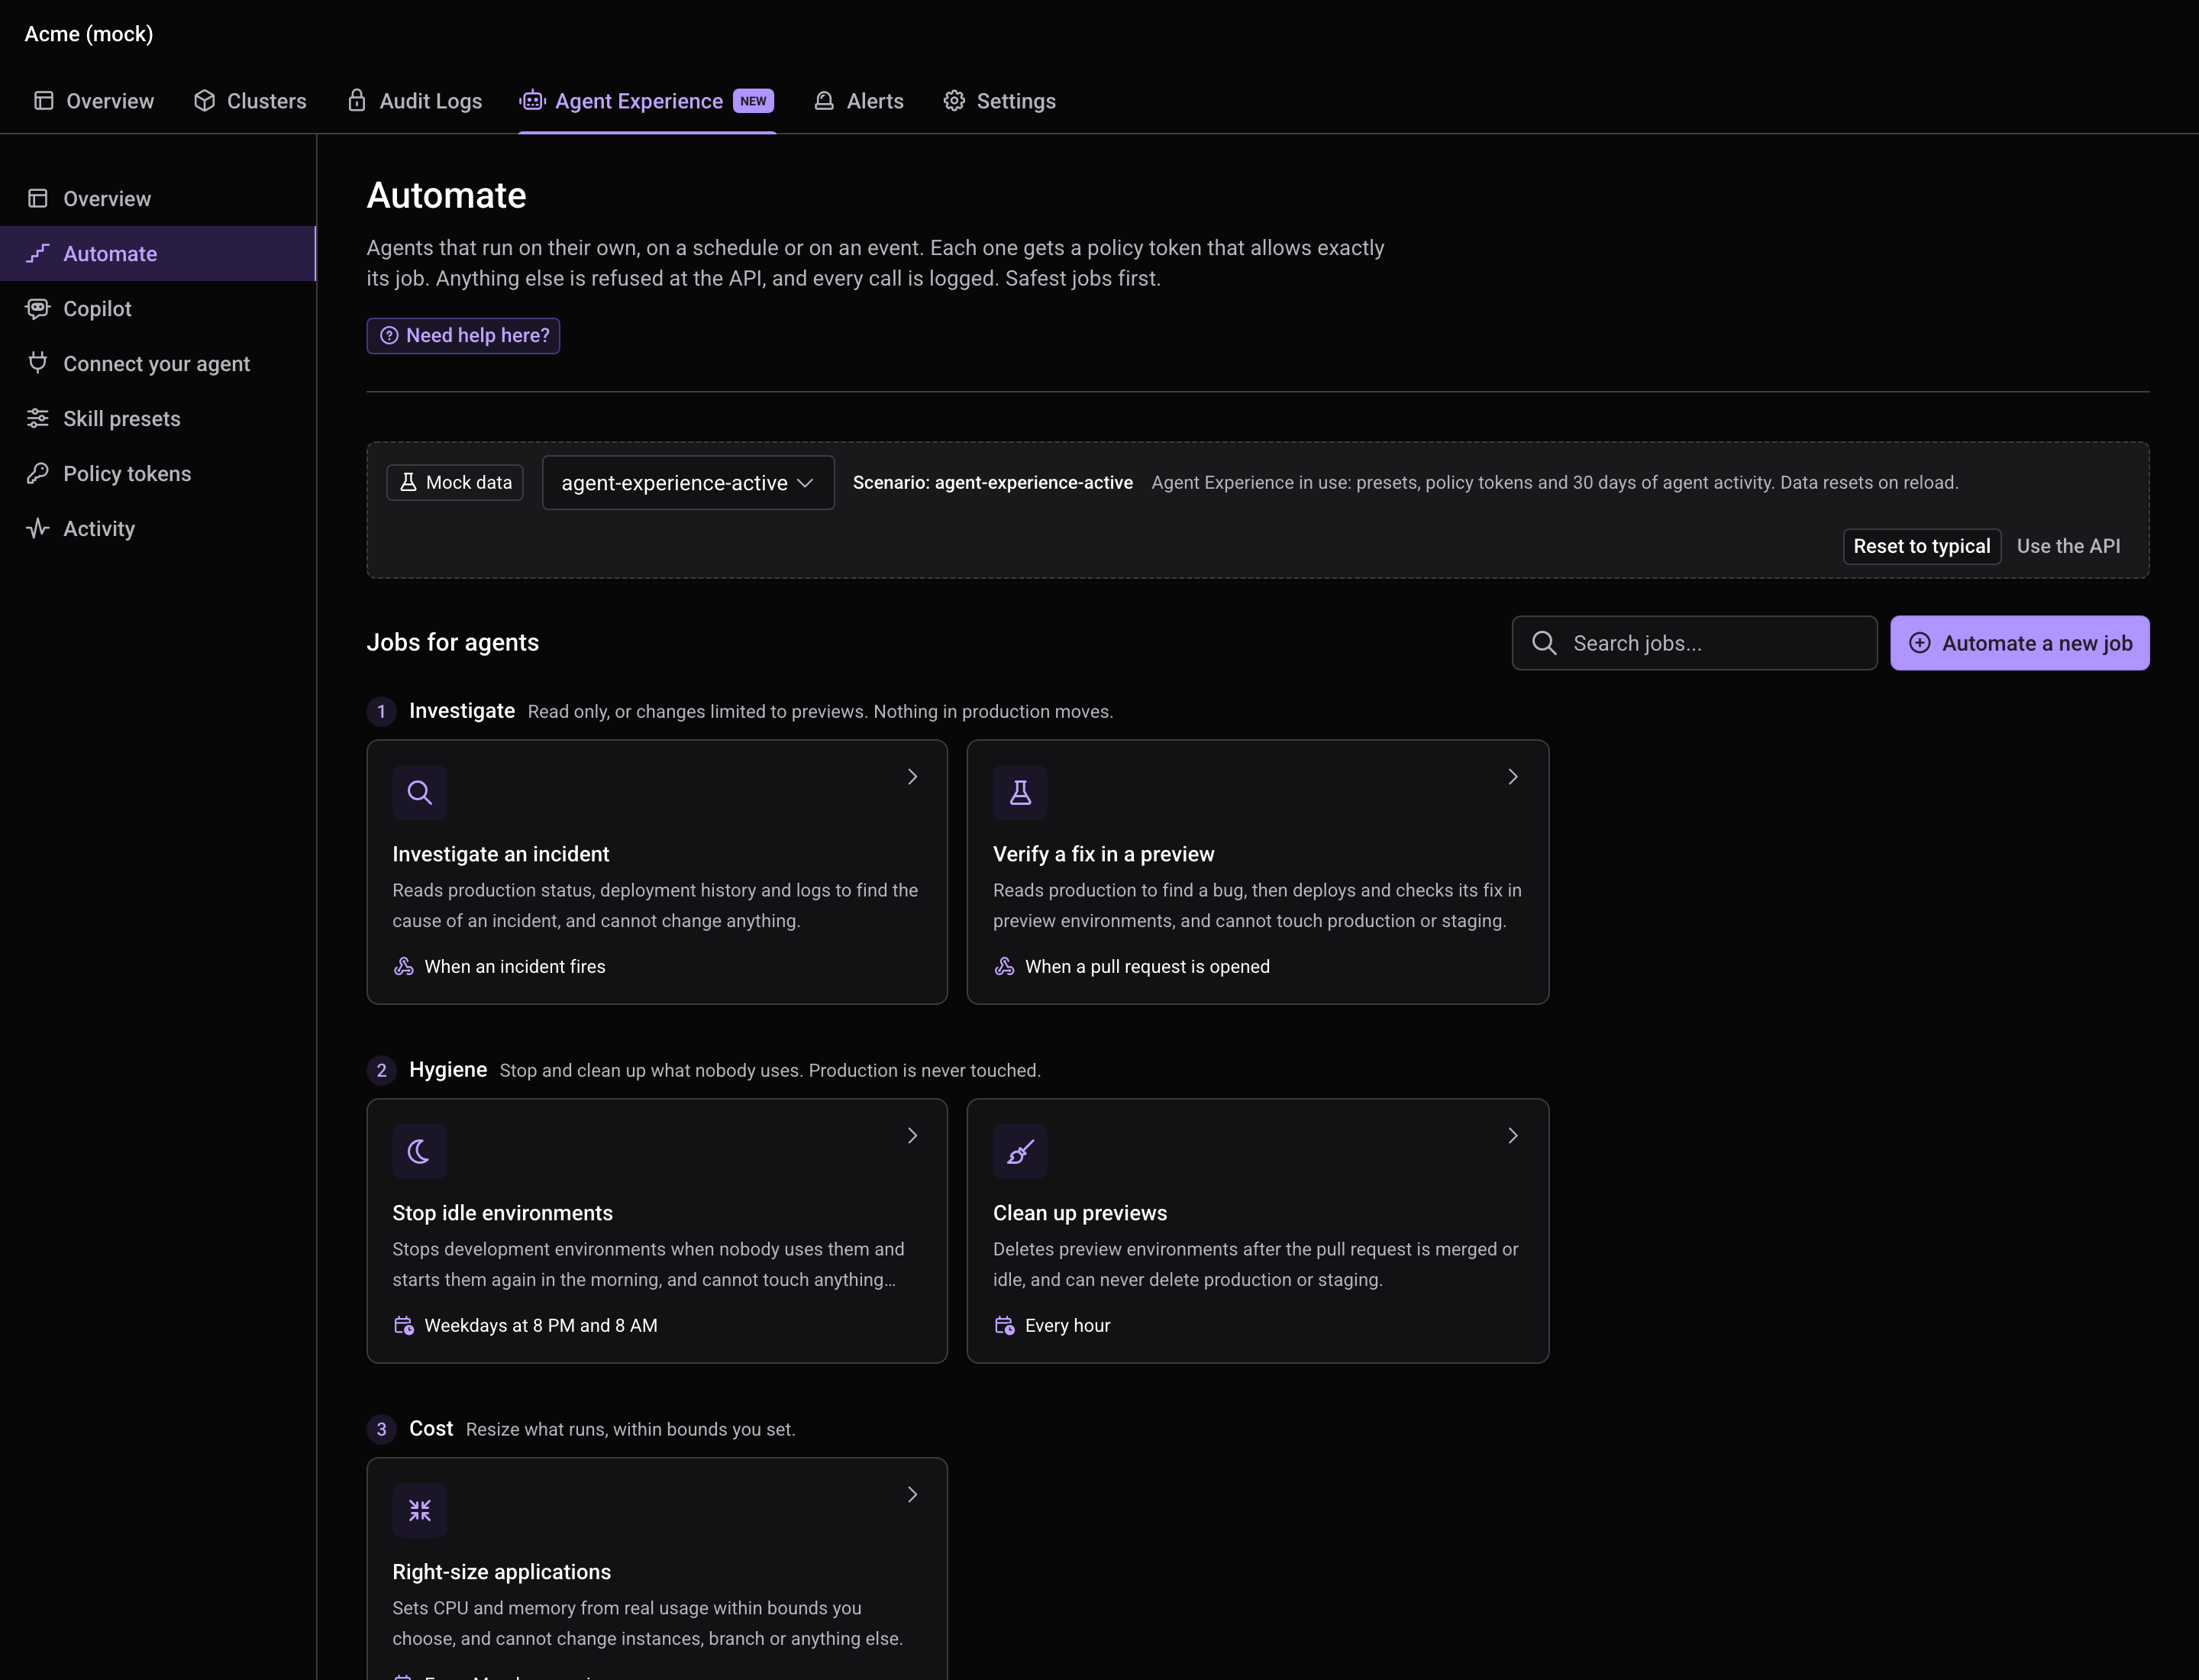 Acme (mock)
Overview
Clusters
Audit Logs
Agent Experience
NEW
Alerts
Settings
Overview
Automate
Copilot
Connect your agent
Skill presets
Policy tokens
Activity
Automate
Agents that run on their own, on a schedule or on an event. Each one gets a policy token that allows exactly
its job. Anything else is refused at the API, and every call is logged. Safest jobs first.
Need help here?
Mock data
agent-experience-active
Scenario: agent-experience-active
Agent Experience in use: presets, policy tokens and 30 days of agent activity. Data resets on reload.
Reset to typical
Use the API
Jobs for agents
Search jobs...
Automate a new job
1 Investigate Read only, or changes limited to previews. Nothing in production moves.
Investigate an incident
Reads production status, deployment history and logs to find the
cause of an incident, and cannot change anything.
When an incident fires
Verify a fix in a preview
Reads production to find a bug, then deploys and checks its fix in
preview environments, and cannot touch production or staging.
When a pull request is opened
2 Hygiene Stop and clean up what nobody uses. Production is never touched.
Stop idle environments
Stops development environments when nobody uses them and
starts them again in the morning, and cannot touch anything...
Weekdays at 8 PM and 8 AM
Clean up previews
Deletes preview environments after the pull request is merged or
idle, and can never delete production or staging.
Every hour
3 Cost Resize what runs, within bounds you set.
Right-size applications
Sets CPU and memory from real usage within bounds you
choose, and cannot change instances, branch or anything else.